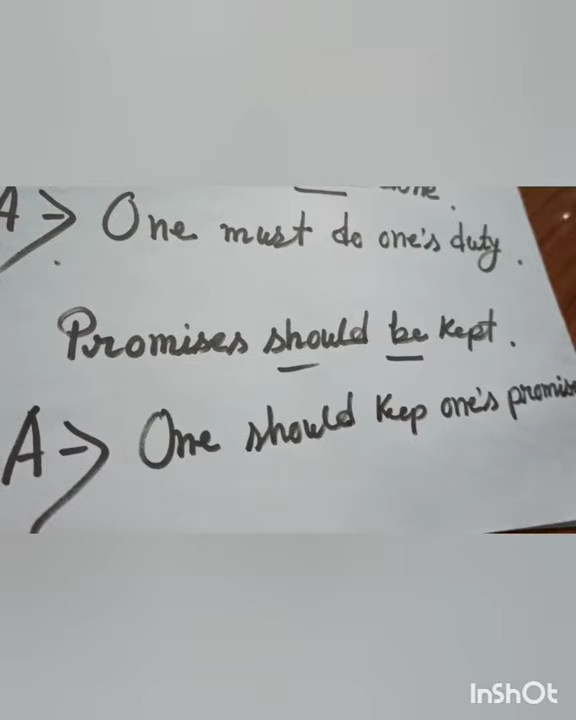 A → One must do one's duty.
Promises should be kept.
A → One should keep one's promise
InShOt